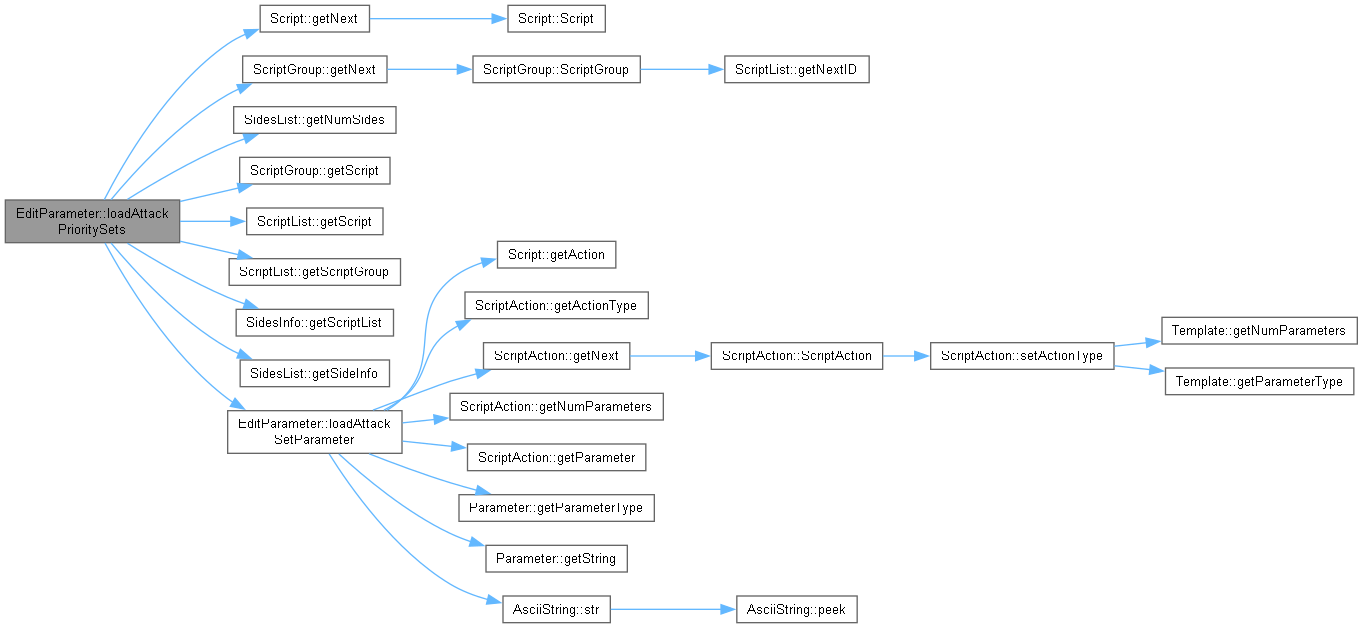 Script::getNext
Script::Script
ScriptGroup::getNext
ScriptGroup::ScriptGroup
ScriptList::getNextID
SidesList::getNumSides
ScriptGroup::getScript
EditParameter::loadAttack
PrioritySets
ScriptList::getScript
ScriptList::getScriptGroup
SidesInfo::getScriptList
SidesList::getSideInfo
EditParameter::loadAttack
SetParameter
Script::getAction
ScriptAction::getActionType
ScriptAction::getNext
ScriptAction::ScriptAction
ScriptAction::setActionType
Template::getNumParameters
Template::getParameterType
ScriptAction::getNumParameters
ScriptAction::getParameter
Parameter::getParameterType
Parameter::getString
AsciiString::str
AsciiString::peek